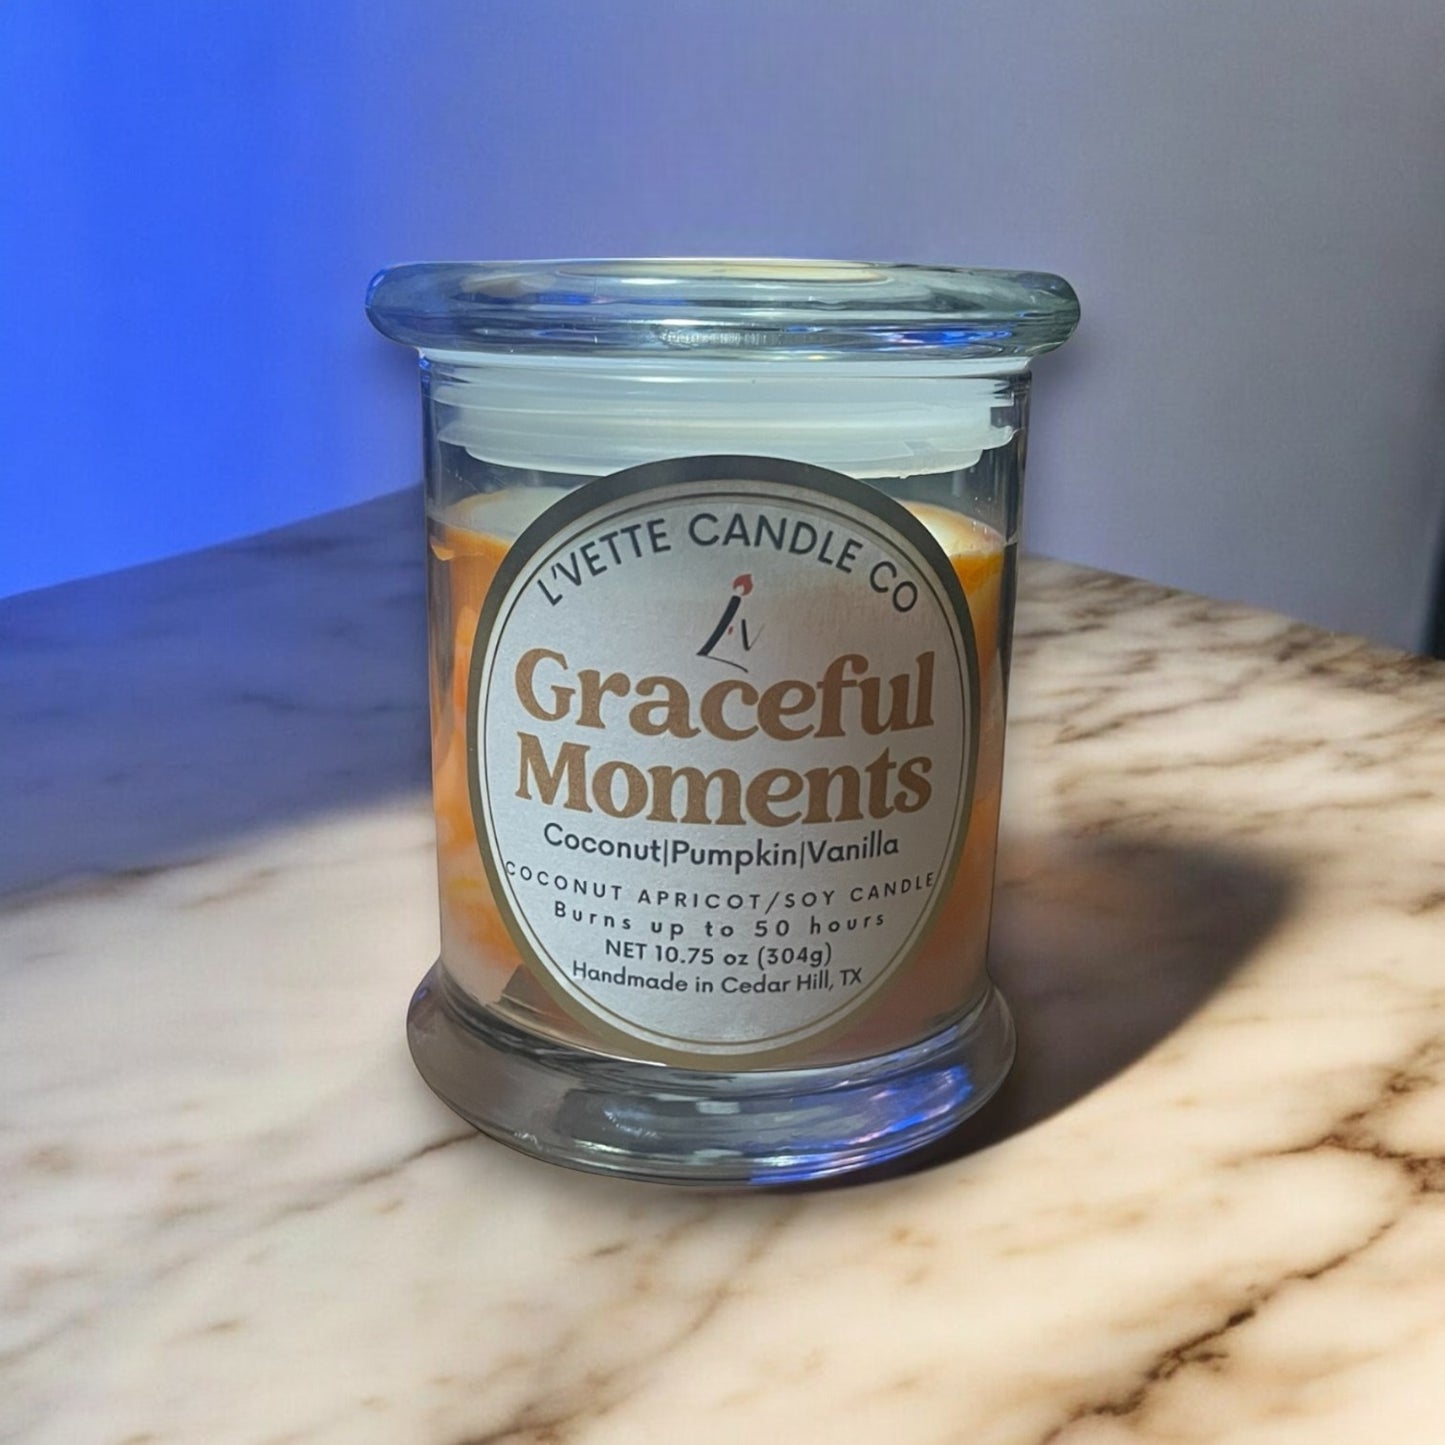 L'VETTE CANDLE CO
L'V
Graceful
Moments
Coconut|Pumpkin|Vanilla
COCONUT APRICOT/SOY CANDLE
Burns up to 50 hours
NET 10.75 oz (304g)
Handmade in Cedar Hill, TX